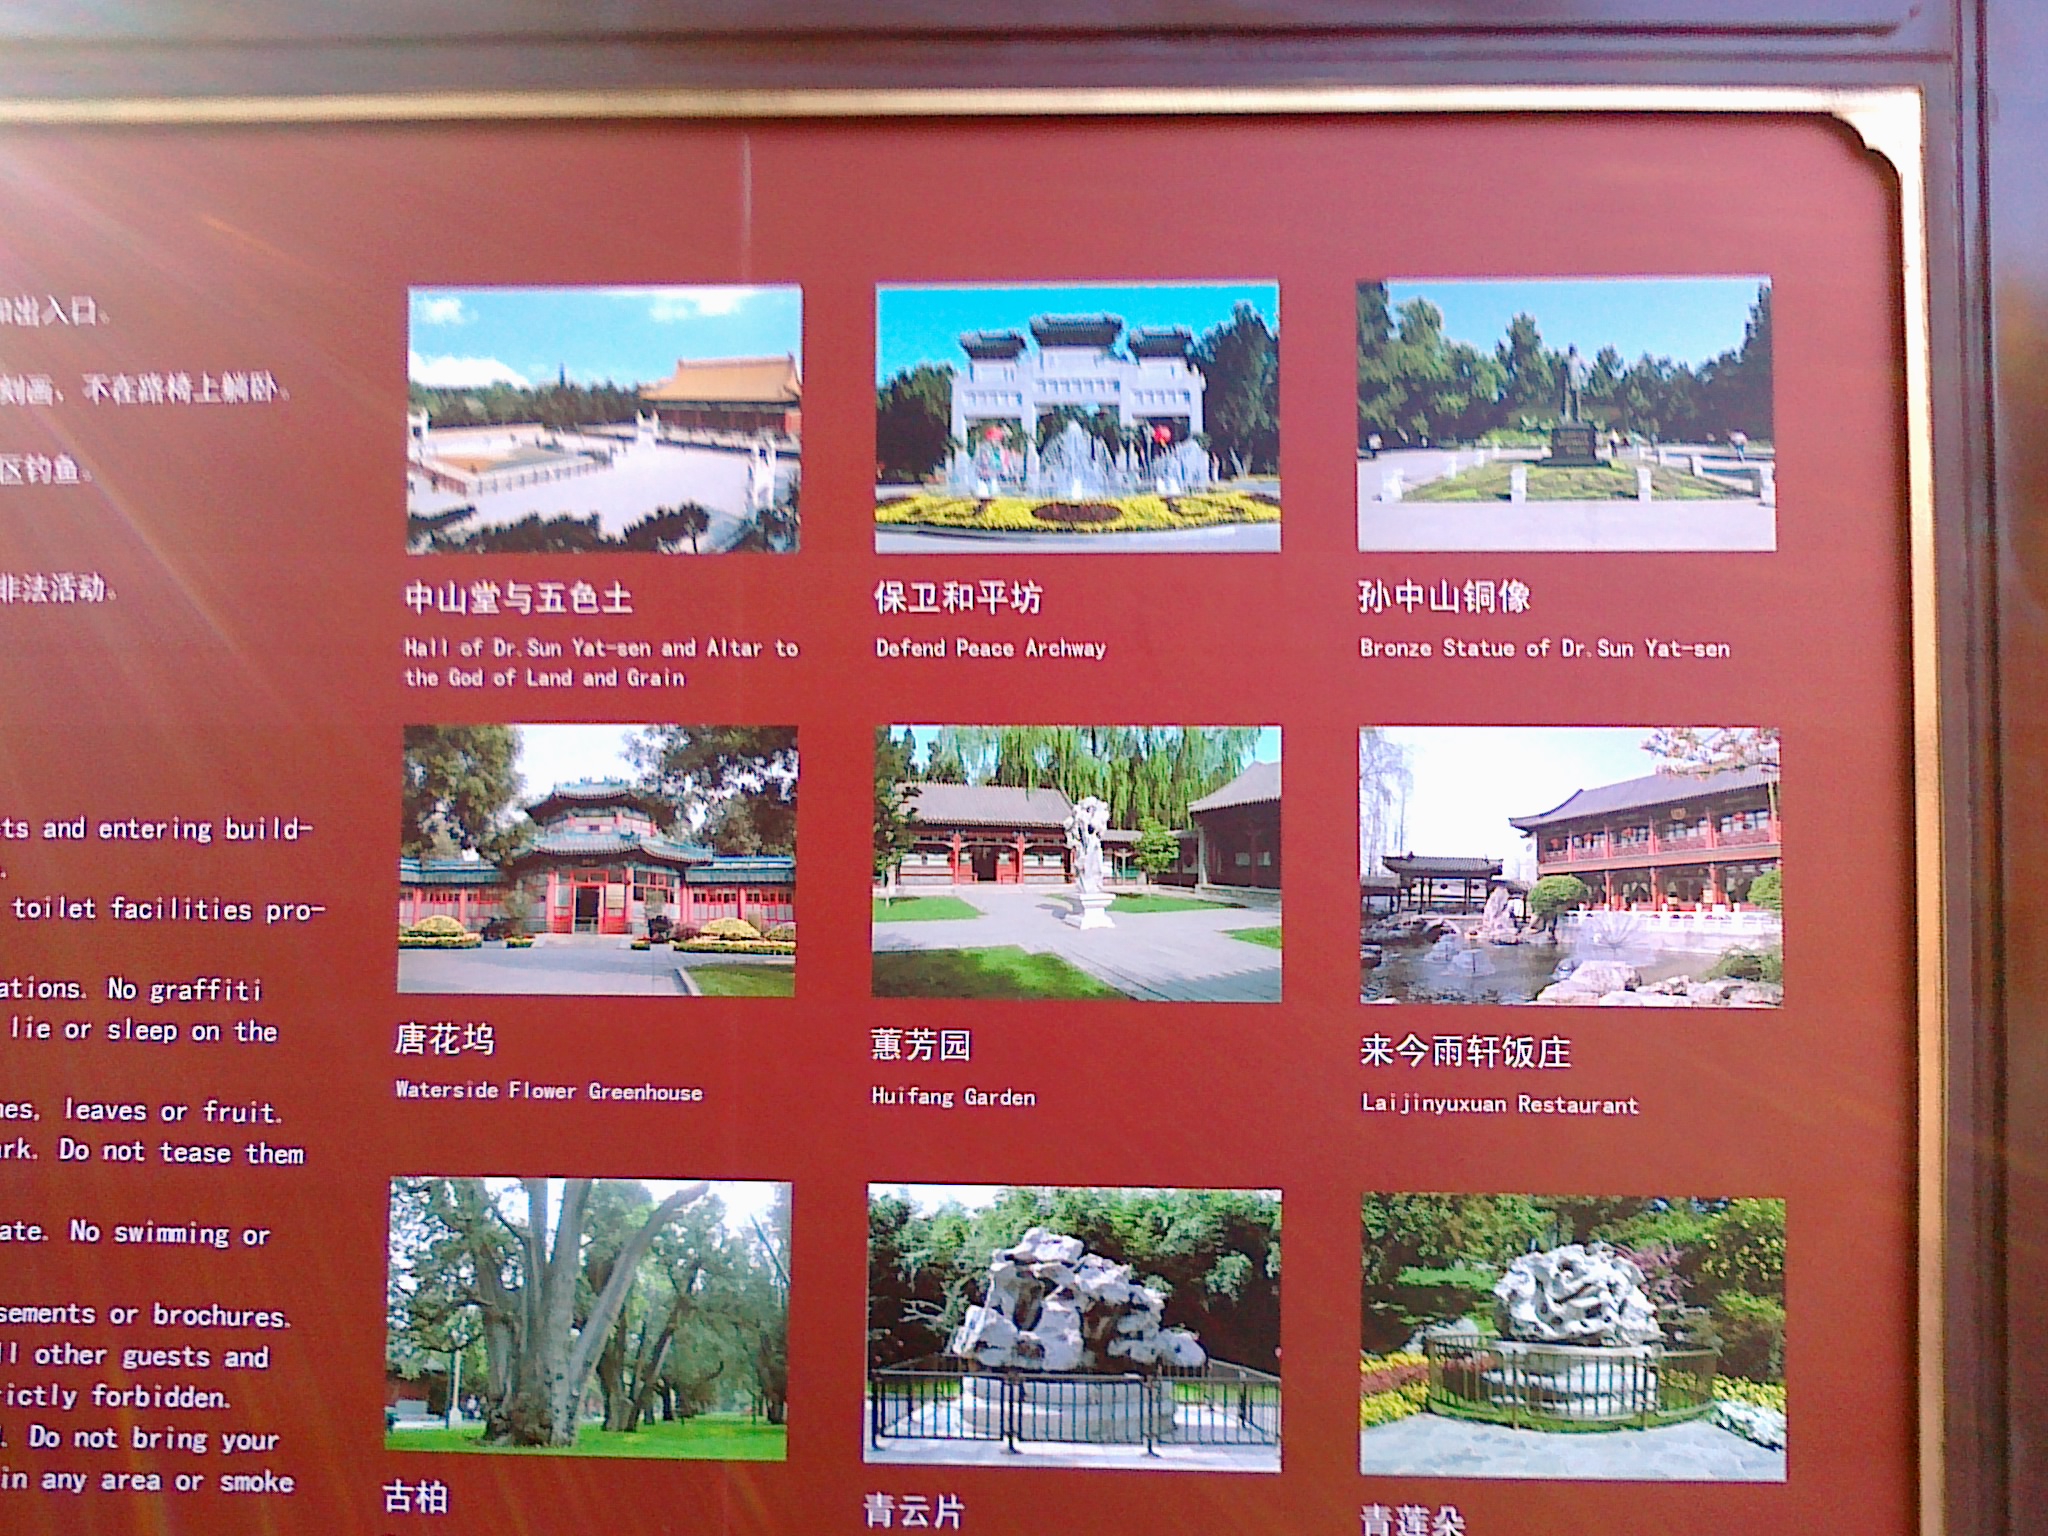 和出入口。
刻画、不在路椅上躺卧。
区钓鱼。
非法活动。
ts and entering build-
.
toilet facilities pro-
ations. No graffiti
lie or sleep on the
nes, leaves or fruit.
ark. Do not tease them
ate. No swimming or
sements or brochures.
ll other guests and
rictly forbidden.
. Do not bring your
in any area or smoke
中山堂与五色土
Hall of Dr.Sun Yat-sen and Altar to
the God of Land and Grain
保卫和平坊
Defend Peace Archway
孙中山铜像
Bronze Statue of Dr.Sun Yat-sen
唐花坞
Waterside Flower Greenhouse
蕙芳园
Huifang Garden
来今雨轩饭庄
Laijinyuxuan Restaurant
古柏
青云片
青莲朵